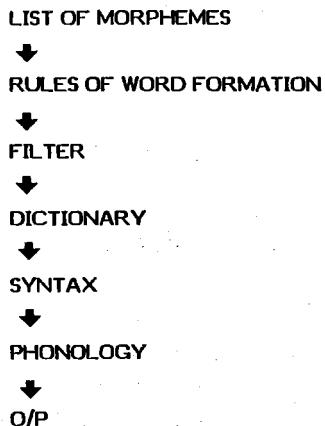 LIST OF MORPHEMES
RULES OF WORD FORMATION
FILTER
DICTIONARY
SYNTAX
PHONOLOGY
O/P